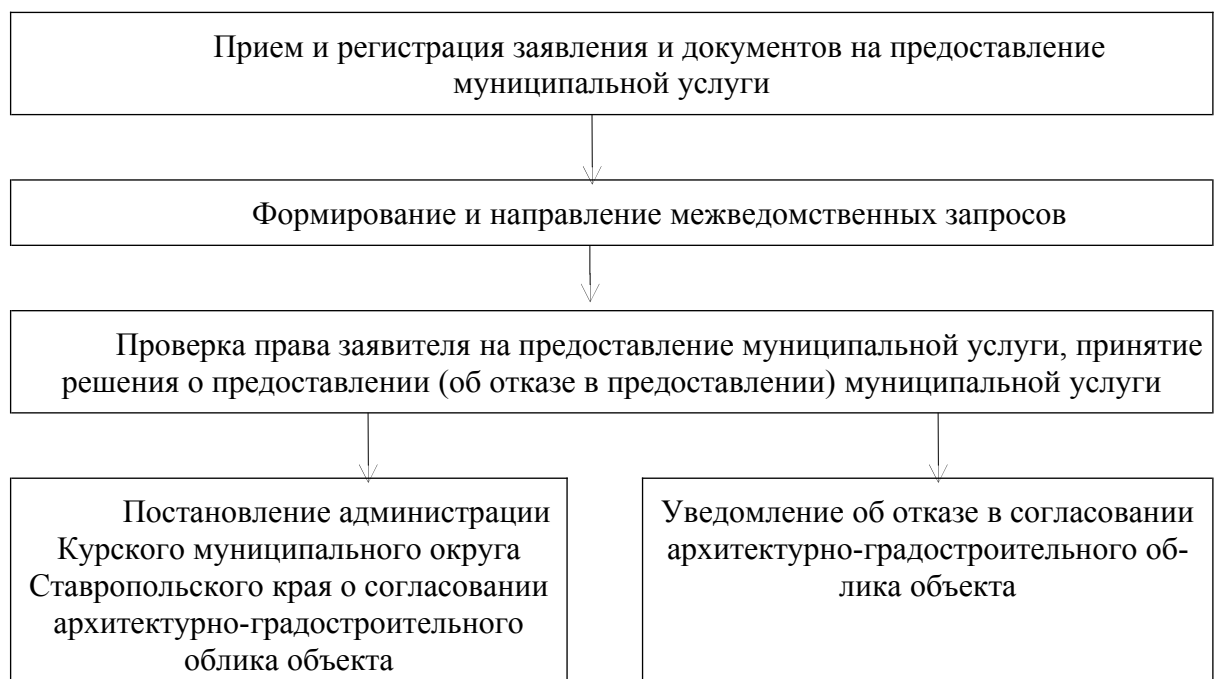 Прием и регистрация заявления и документов на предоставление
муниципальной услуги
Формирование и направление межведомственных запросов
Проверка права заявителя на предоставление муниципальной услуги, принятие
решения о предоставлении (об отказе в предоставлении) муниципальной услуги
Постановление администрации
Курского муниципального округа
Ставропольского края о согласовании
архитектурно-градостроительного
облика объекта
Уведомление об отказе в согласовании
архитектурно-градостроительного об-
лика объекта